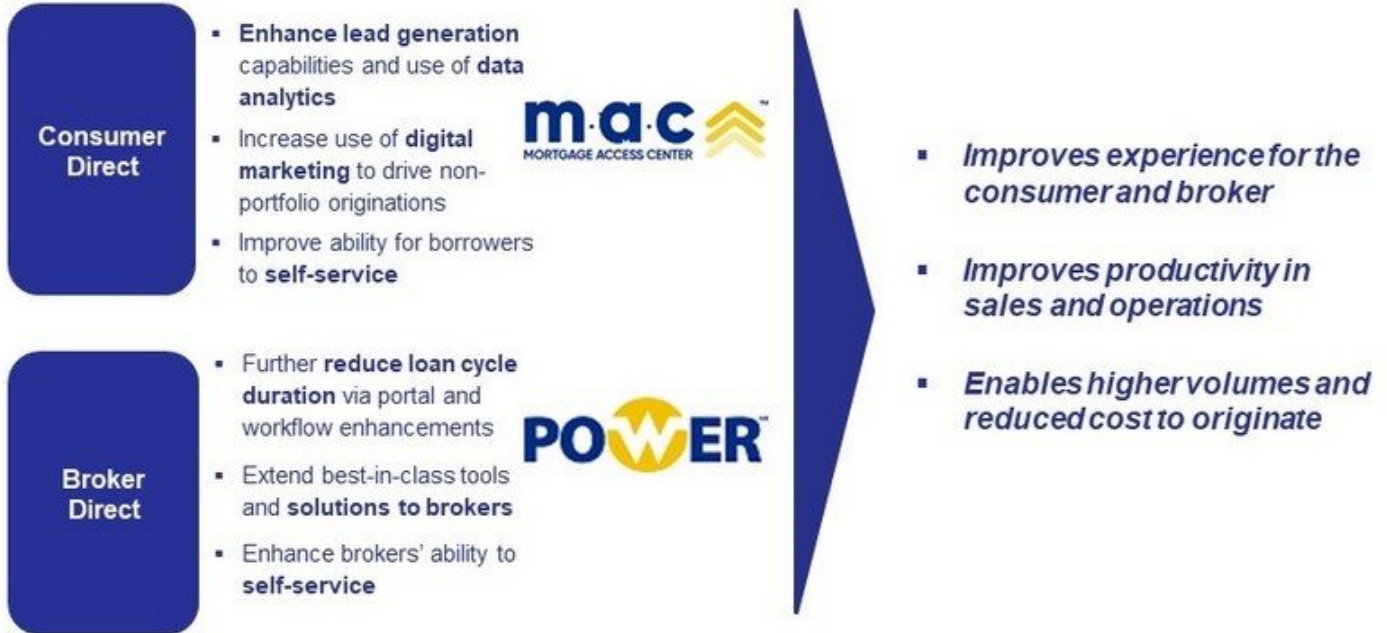 Consumer
Direct
▪ Enhance lead generation
capabilities and use of data
analytics
▪ Increase use of digital
marketing to drive non-
portfolio originations
▪ Improve ability for borrowers
to self-service
m·a·c
MORTGAGE ACCESS CENTER
Broker
Direct
▪ Further reduce loan cycle
duration via portal and
workflow enhancements
▪ Extend best-in-class tools
and solutions to brokers
▪ Enhance brokers’ ability to
self-service
POWER
▪ Improves experience for the
consumer and broker
▪ Improves productivity in
sales and operations
▪ Enables higher volumes and
reduced cost to originate